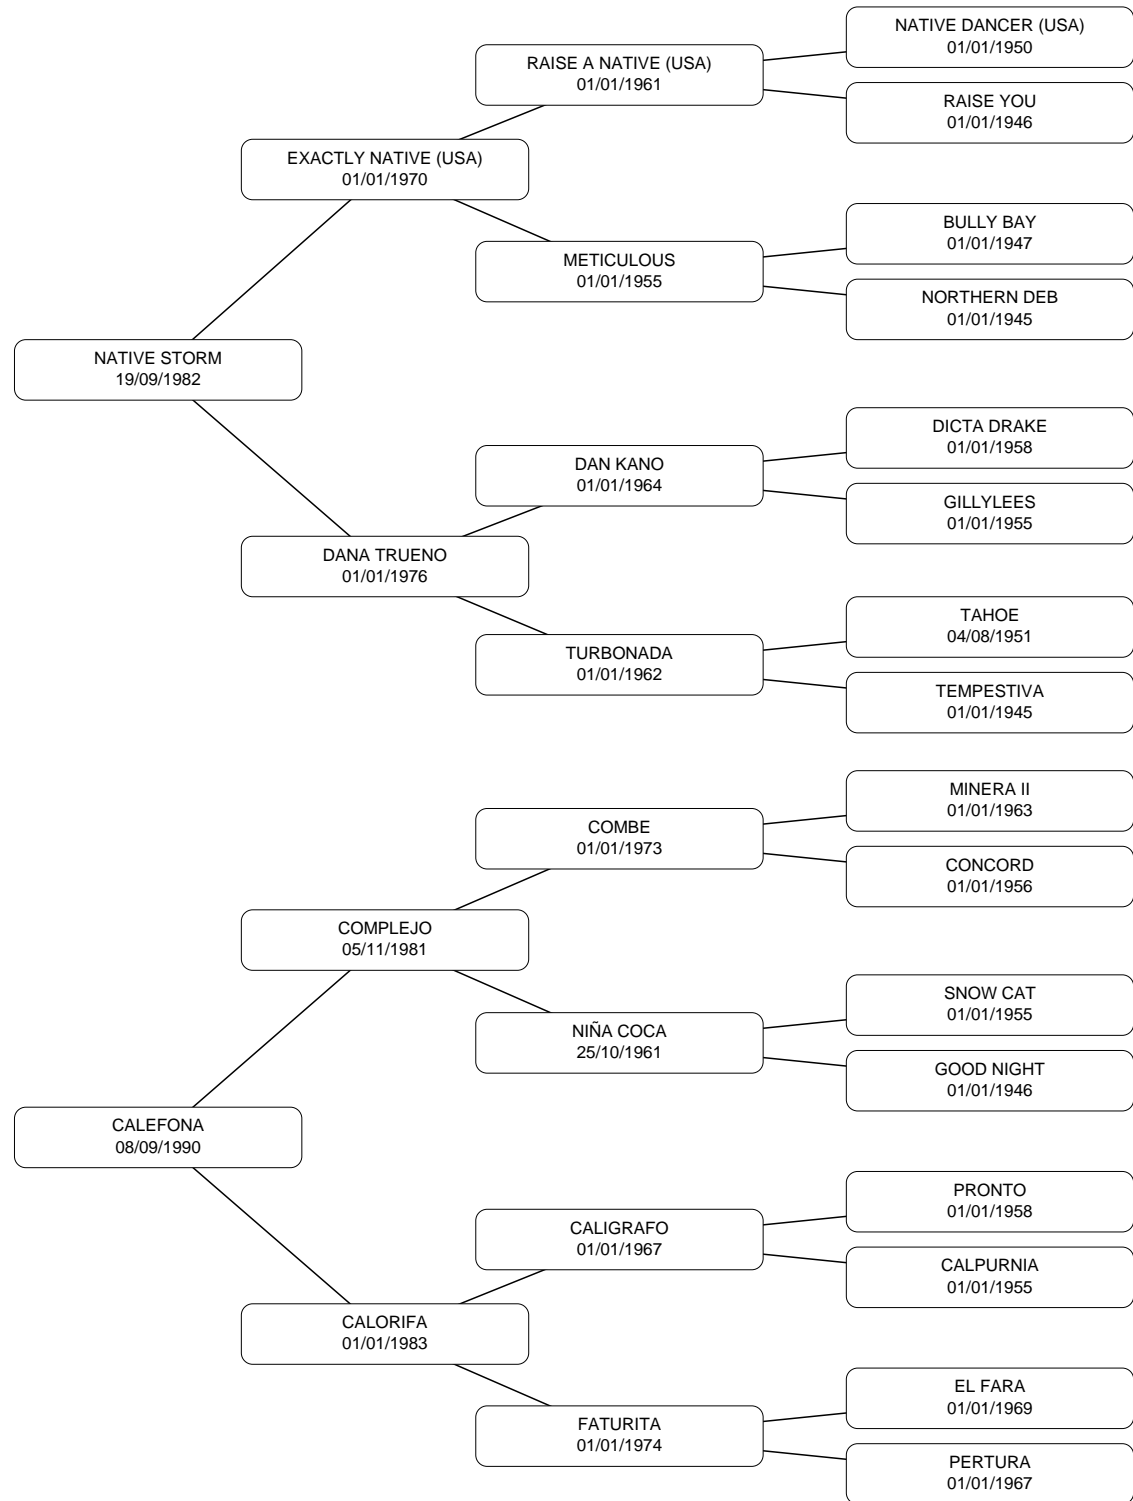 NATIVE DANCER (USA)
01/01/1950
RAISE A NATIVE (USA)
01/01/1961
RAISE YOU
01/01/1946
EXACTLY NATIVE (USA)
01/01/1970
BULLY BAY
01/01/1947
METICULOUS
01/01/1955
NORTHERN DEB
01/01/1945
NATIVE STORM
19/09/1982
DICTA DRAKE
01/01/1958
DAN KANO
01/01/1964
GILLYLEES
01/01/1955
DANA TRUENO
01/01/1976
TAHOE
04/08/1951
TURBONADA
01/01/1962
TEMPESTIVA
01/01/1945
MINERA II
01/01/1963
COMBE
01/01/1973
CONCORD
01/01/1956
COMPLEJO
05/11/1981
SNOW CAT
01/01/1955
NIÑA COCA
25/10/1961
GOOD NIGHT
01/01/1946
CALEFONA
08/09/1990
PRONTO
01/01/1958
CALIGRAFO
01/01/1967
CALPURNIA
01/01/1955
CALORIFA
01/01/1983
EL FARA
01/01/1969
FATURITA
01/01/1974
PERTURA
01/01/1967